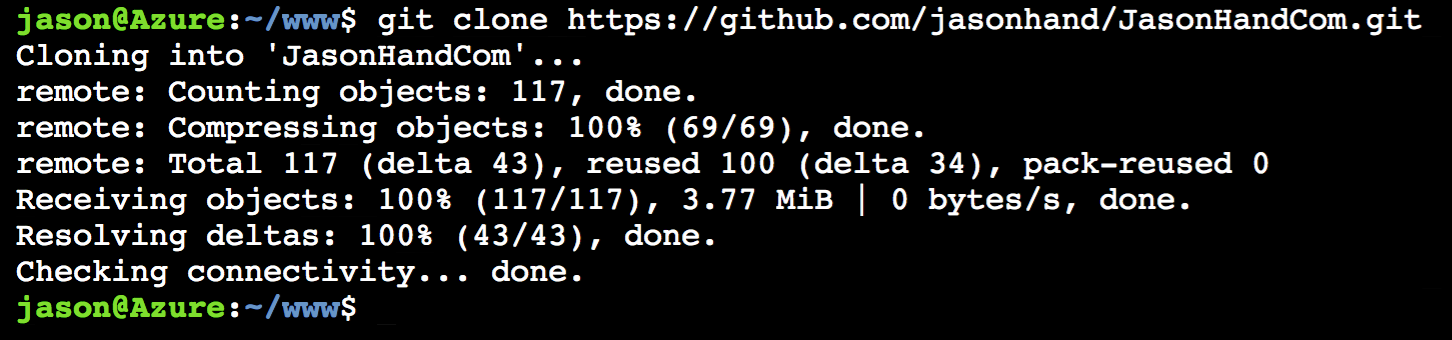 jason@Azure:~/www$ git clone https://github.com/jasonhand/JasonHandCom.git
Cloning into 'JasonHandCom'...
remote: Counting objects: 117, done.
remote: Compressing objects: 100% (69/69), done.
remote: Total 117 (delta 43), reused 100 (delta 34), pack-reused 0
Receiving objects: 100% (117/117), 3.77 MiB | 0 bytes/s, done.
Resolving deltas: 100% (43/43), done.
Checking connectivity... done.
jason@Azure:~/www$